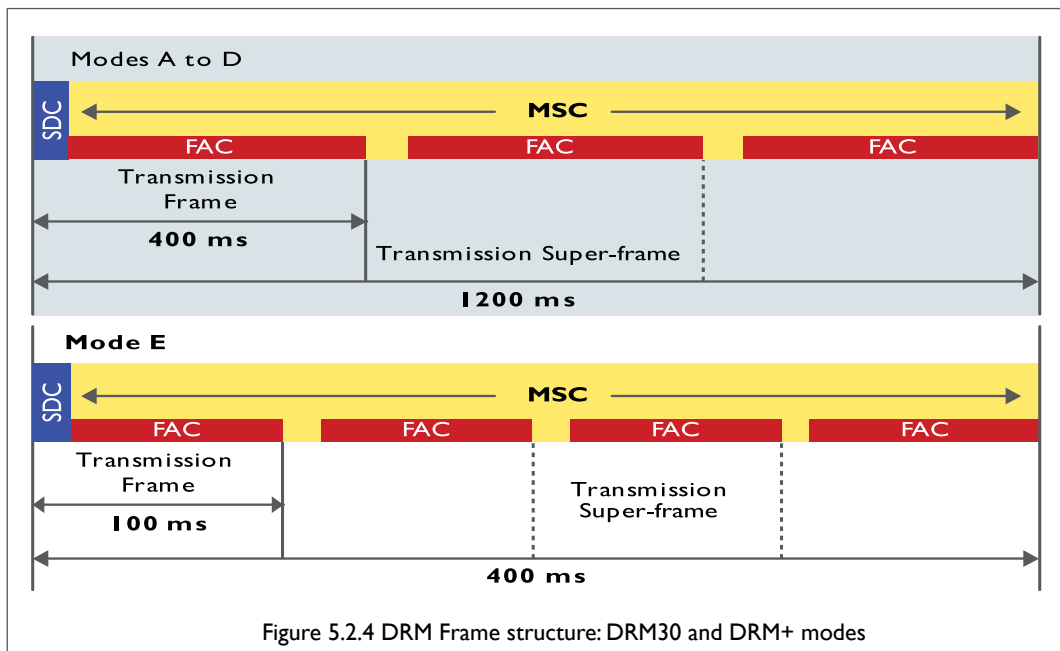 Modes A to D
SDC
MSC
FAC FAC FAC
Transmission
Frame
400 ms
Transmission Super-frame
1200 ms
Mode E
SDC
MSC
FAC FAC FAC FAC
Transmission
Frame
100 ms
Transmission
Super-frame
400 ms
Figure 5.2.4 DRM Frame structure: DRM30 and DRM+ modes